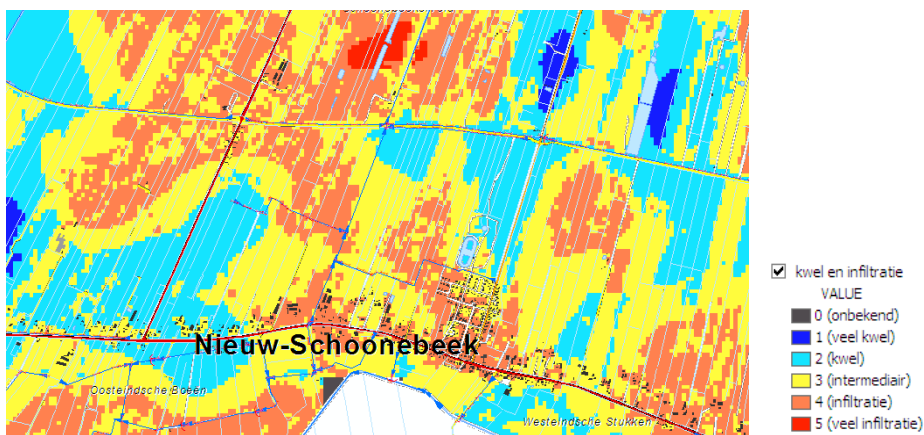 Nieuw-Schoonebeek
Oosteindsche Boeën
Westeindsche Stukken
kwel en infiltratie
VALUE
0 (onbekend)
1 (veel kwel)
2 (kwel)
3 (intermediair)
4 (infiltratie)
5 (veel infiltratie)